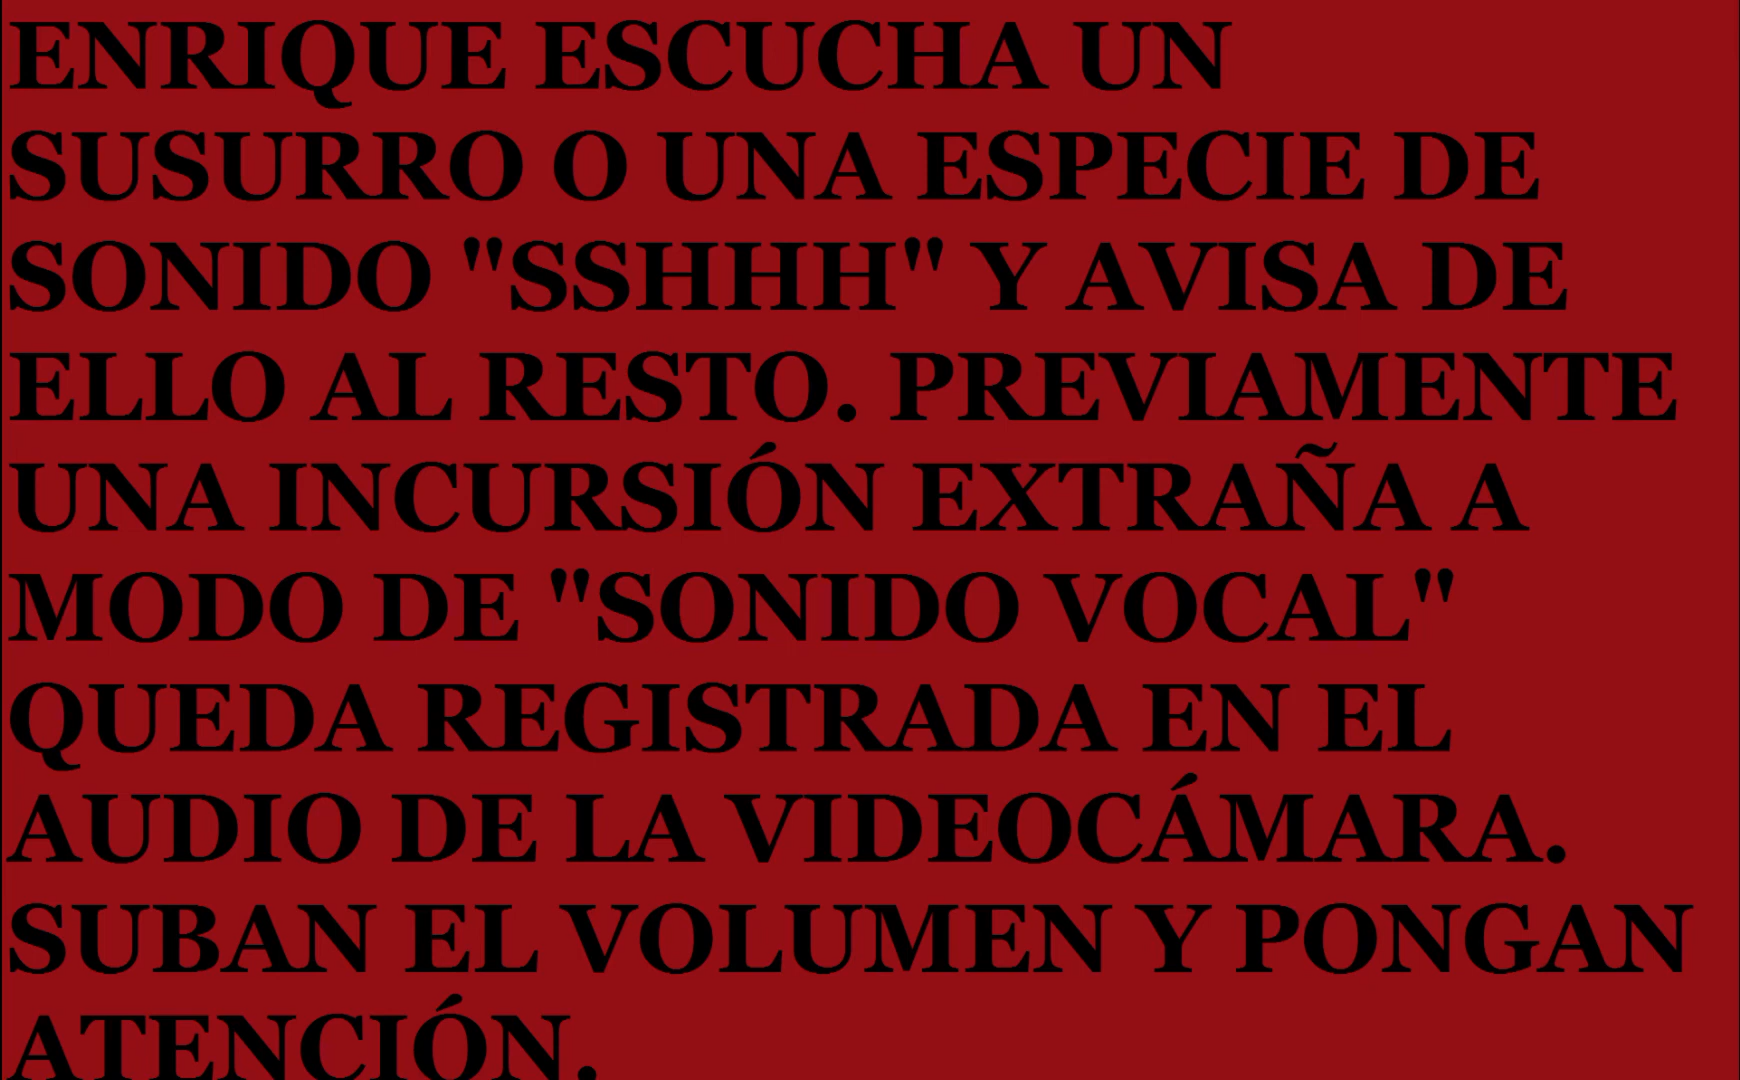 ENRIQUE ESCUCHA UN
SUSURRO O UNA ESPECIE DE
SONIDO "SSHHH" Y AVISA DE
ELLO AL RESTO. PREVIAMENTE
UNA INCURSIÓN EXTRAÑA A
MODO DE "SONIDO VOCAL"
QUEDA REGISTRADA EN EL
AUDIO DE LA VIDEOCÁMARA.
SUBAN EL VOLUMEN Y PONGAN
ATENCIÓN.